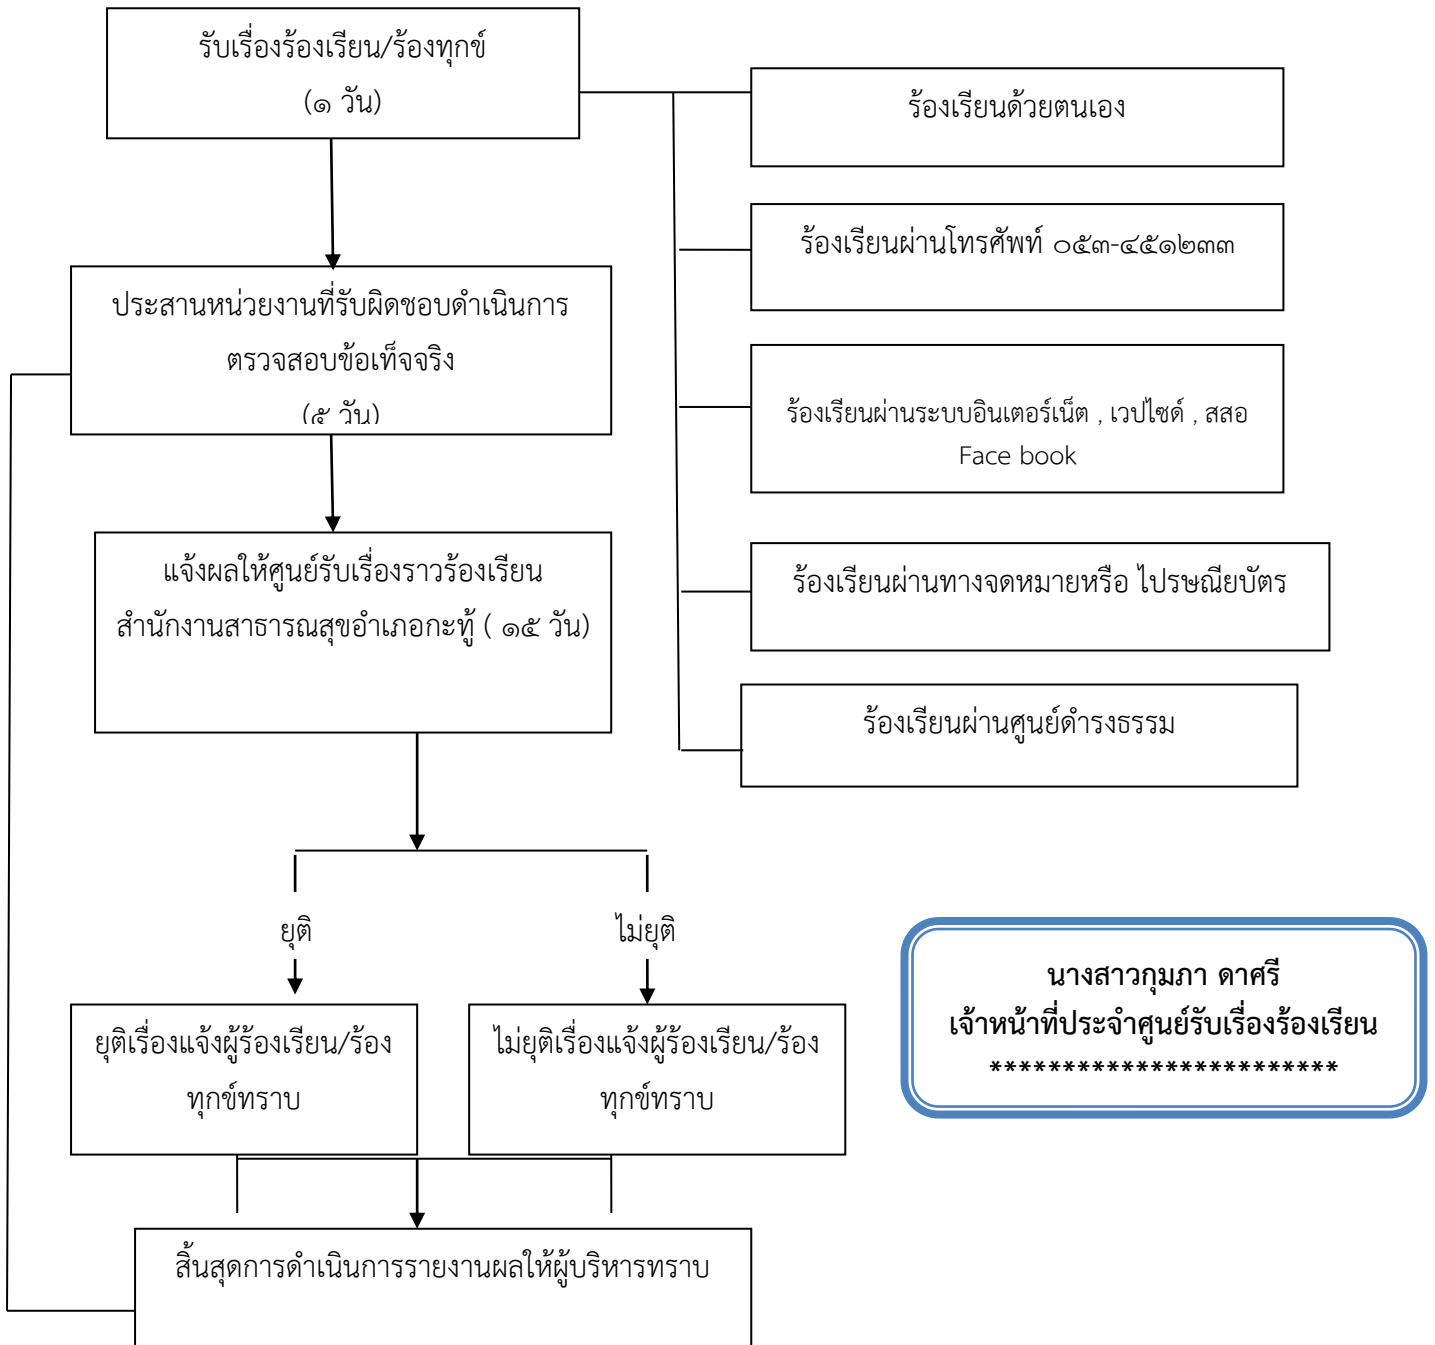 รับเรื่องร้องเรียน/ร้องทุกข์
(๑ วัน)
ร้องเรียนด้วยตนเอง
ร้องเรียนผ่านโทรศัพท์ ๐๕๓-๔๕๑๒๓๓
ประสานหน่วยงานที่รับผิดชอบดำเนินการ
ตรวจสอบข้อเท็จจริง
(๕ วัน)
ร้องเรียนผ่านระบบอินเตอร์เน็ต , เวปไซด์ , สสอ
Face book
แจ้งผลให้ศูนย์รับเรื่องราวร้องเรียน
สำนักงานสาธารณสุขอำเภอกะทู้ ( ๑๕ วัน)
ร้องเรียนผ่านทางจดหมายหรือ ไปรษณียบัตร
ร้องเรียนผ่านศูนย์ดำรงธรรม
ยุติ
ไม่ยุติ
ยุติเรื่องแจ้งผู้ร้องเรียน/ร้อง
ทุกข์ทราบ
ไม่ยุติเรื่องแจ้งผู้ร้องเรียน/ร้อง
ทุกข์ทราบ
นางสาวกุมภา ดาศรี
เจ้าหน้าที่ประจำศูนย์รับเรื่องร้องเรียน
************************
สิ้นสุดการดำเนินการรายงานผลให้ผู้บริหารทราบ